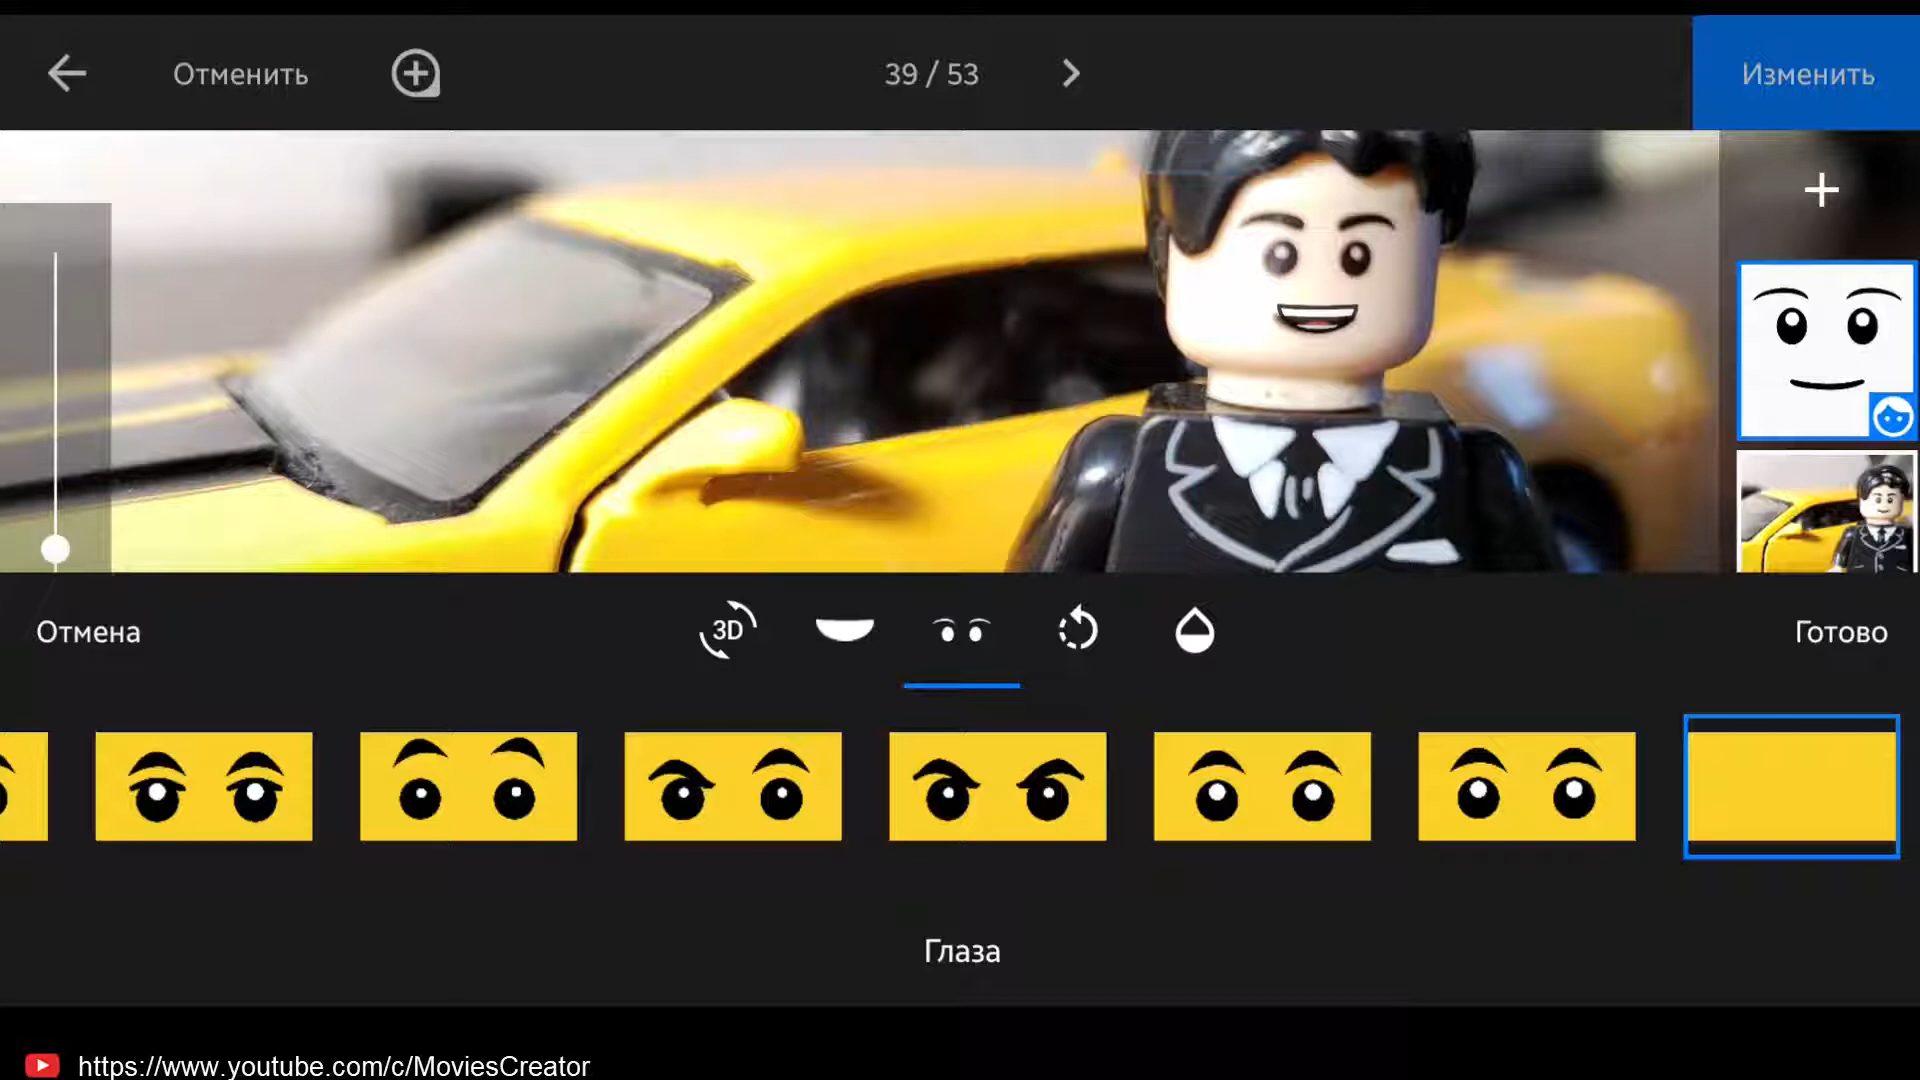 Отменить
39 / 53
Изменить
Отмена
3D
Готово
Глаза
https://www.youtube.com/c/MoviesCreator